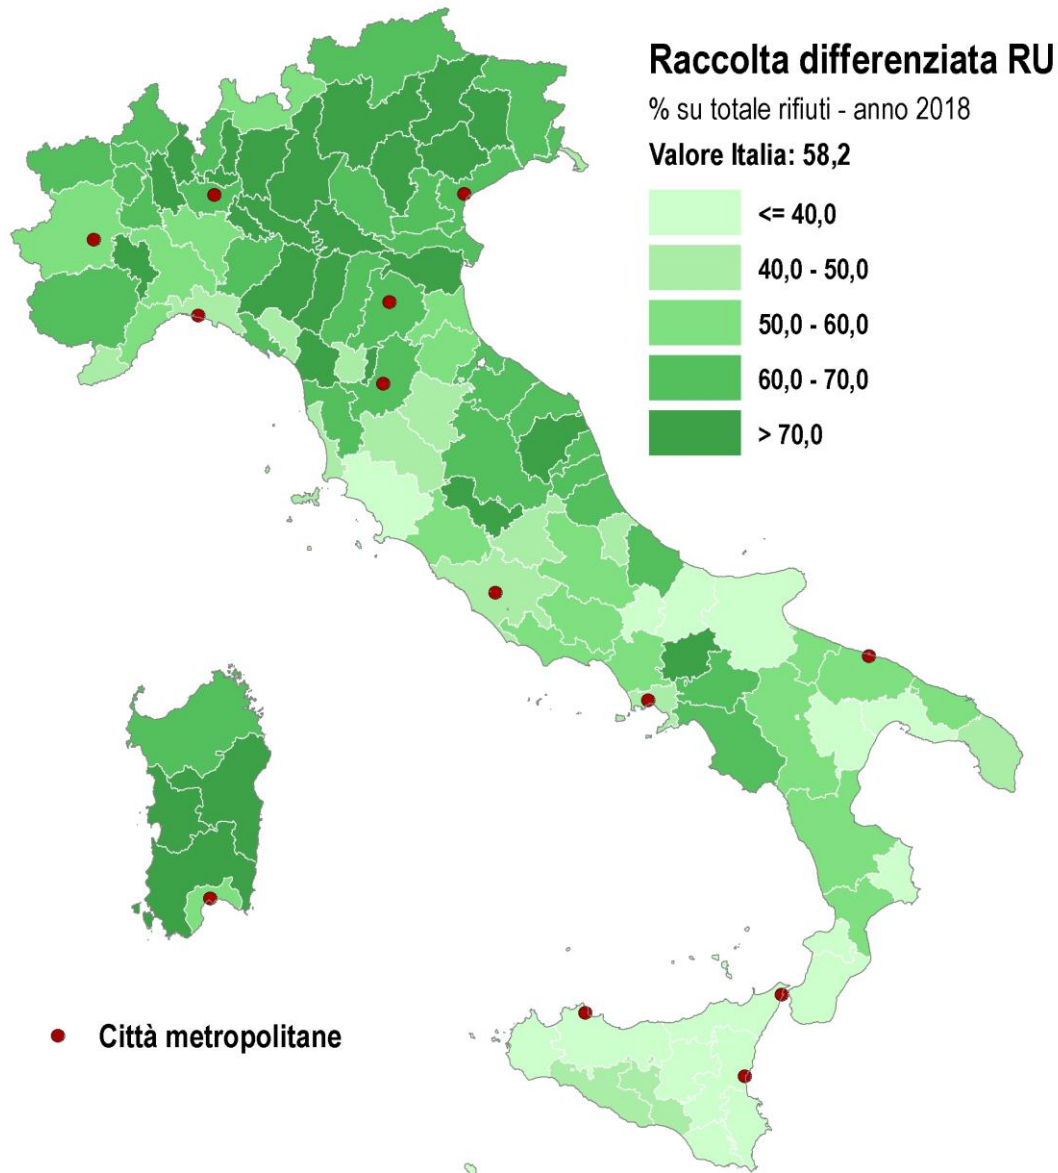 Raccolta differenziata RU
% su totale rifiuti - anno 2018
Valore Italia: 58,2
<= 40,0
40,0 - 50,0
50,0 - 60,0
60,0 - 70,0
> 70,0
Città metropolitane